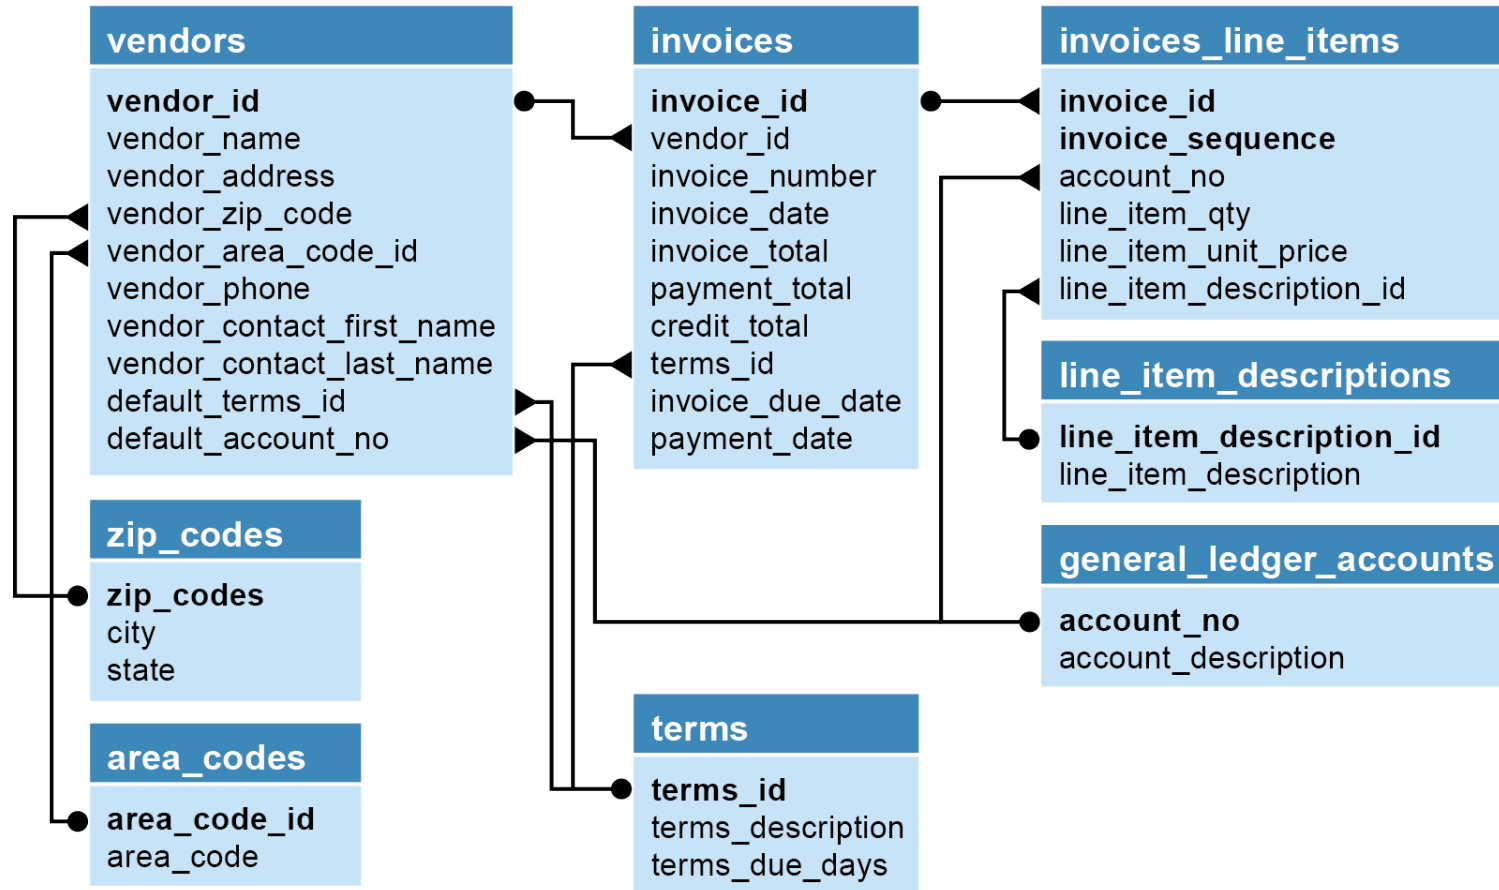 vendors
vendor_id
vendor_name
vendor_address
vendor_zip_code
vendor_area_code_id
vendor_phone
vendor_contact_first_name
vendor_contact_last_name
default_terms_id
default_account_no
zip_codes
zip_codes
city
state
area_codes
area_code_id
area_code
invoices
invoice_id
vendor_id
invoice_number
invoice_date
invoice_total
payment_total
credit_total
terms_id
invoice_due_date
payment_date
terms
terms_id
terms_description
terms_due_days
invoices_line_items
invoice_id
invoice_sequence
account_no
line_item_qty
line_item_unit_price
line_item_description_id
line_item_descriptions
line_item_description_id
line_item_description
general_ledger_accounts
account_no
account_description